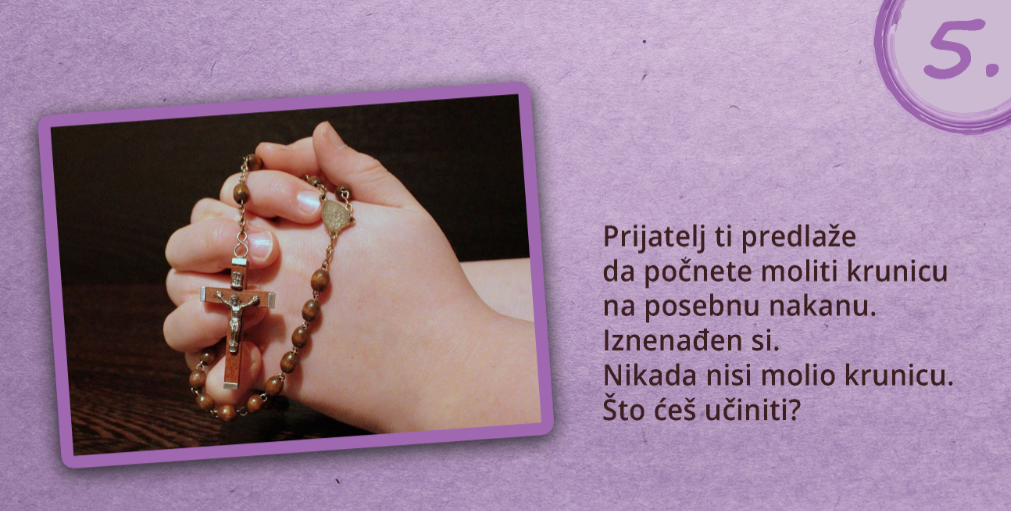 5.
Prijatelj ti predlaže
da počnete moliti krunicu
na posebnu nakanu.
Iznenađen si.
Nikada nisi molio krunicu.
Što ćeš učiniti?